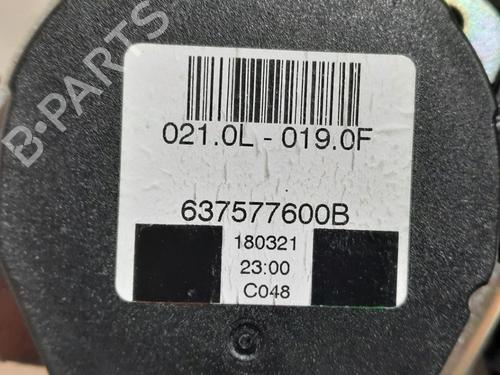 021.0L - 019.0F
637577600B
180321
23:00
C048
B-PARTS